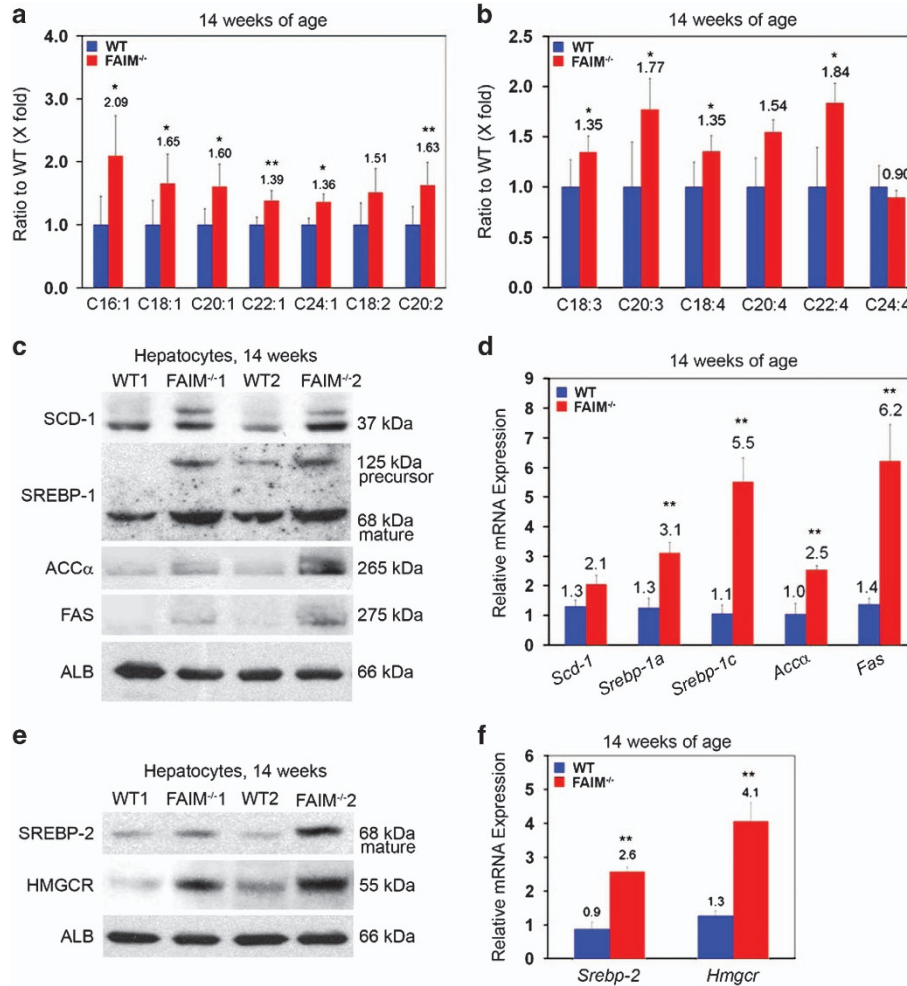 a
14 weeks of age
WT
FAIM⁻/⁻
Ratio to WT (X fold)
4.0
3.0
2.0
1.0
0.0
*
2.09
*
1.65
*
1.60
**
1.39
*
1.36
1.51
**
1.63
C16:1 C18:1 C20:1 C22:1 C24:1 C18:2 C20:2
b
14 weeks of age
WT
FAIM⁻/⁻
Ratio to WT (X fold)
2.5
2.0
1.5
1.0
0.5
0.0
*
1.35
*
1.77
*
1.35
1.54
*
1.84
0.90
C18:3 C20:3 C18:4 C20:4 C22:4 C24:4
c
Hepatocytes, 14 weeks
WT1 FAIM⁻/⁻1 WT2 FAIM⁻/⁻2
SCD-1 37 kDa
125 kDa
precursor
SREBP-1
68 kDa
mature
ACCα 265 kDa
FAS 275 kDa
ALB 66 kDa
d
14 weeks of age
WT
FAIM⁻/⁻
Relative mRNA Expression
9
8
7
6
5
4
3
2
1
0
1.3
2.1
1.3
**
3.1
1.1
**
5.5
1.0
**
2.5
1.4
**
6.2
Scd-1 Srebp-1a Srebp-1c Accα Fas
e
Hepatocytes, 14 weeks
WT1 FAIM⁻/⁻1 WT2 FAIM⁻/⁻2
SREBP-2 68 kDa
mature
HMGCR 55 kDa
ALB 66 kDa
f
14 weeks of age
WT
FAIM⁻/⁻
Relative mRNA Expression
6
5
4
3
2
1
0
0.9
**
2.6
1.3
**
4.1
Srebp-2 Hmgcr